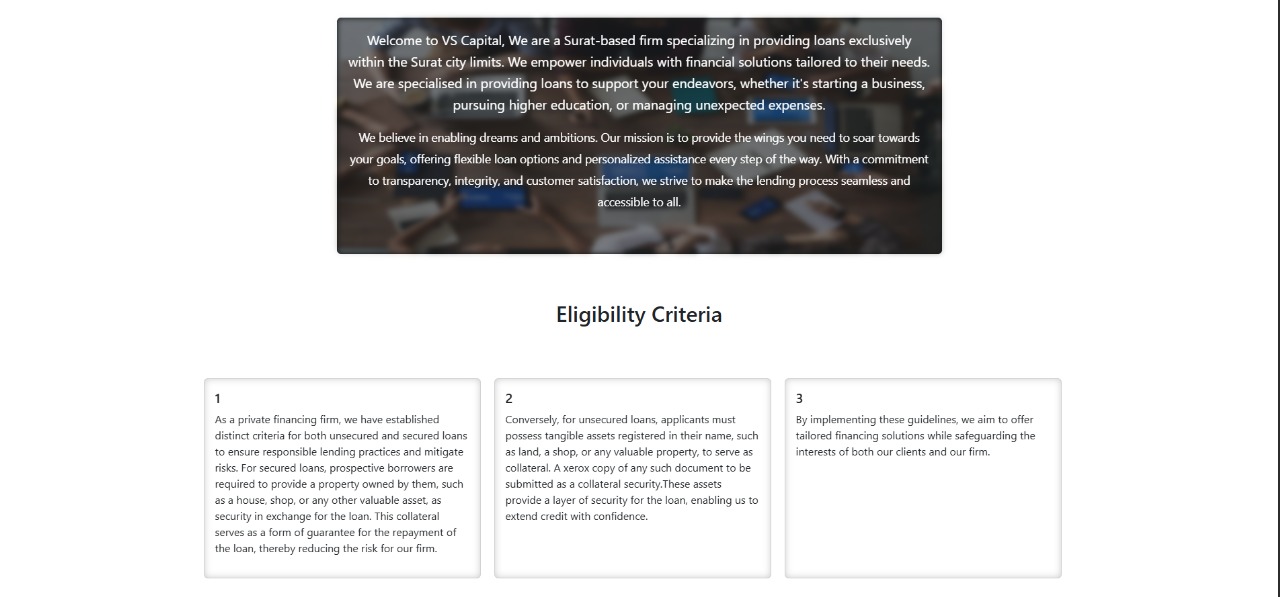 Welcome to VS Capital, We are a Surat-based firm specializing in providing loans exclusively
within the Surat city limits. We empower individuals with financial solutions tailored to their needs.
We are specialised in providing loans to support your endeavors, whether it's starting a business,
pursuing higher education, or managing unexpected expenses.
We believe in enabling dreams and ambitions. Our mission is to provide the wings you need to soar towards
your goals, offering flexible loan options and personalized assistance every step of the way. With a commitment
to transparency, integrity, and customer satisfaction, we strive to make the lending process seamless and
accessible to all.
Eligibility Criteria
1
As a private financing firm, we have established
distinct criteria for both unsecured and secured loans
to ensure responsible lending practices and mitigate
risks. For secured loans, prospective borrowers are
required to provide a property owned by them, such
as a house, shop, or any other valuable asset, as
security in exchange for the loan. This collateral
serves as a form of guarantee for the repayment of
the loan, thereby reducing the risk for our firm.
2
Conversely, for unsecured loans, applicants must
possess tangible assets registered in their name, such
as land, a shop, or any valuable property, to serve as
collateral. A xerox copy of any such document to be
submitted as a collateral security.These assets
provide a layer of security for the loan, enabling us to
extend credit with confidence.
3
By implementing these guidelines, we aim to offer
tailored financing solutions while safeguarding the
interests of both our clients and our firm.